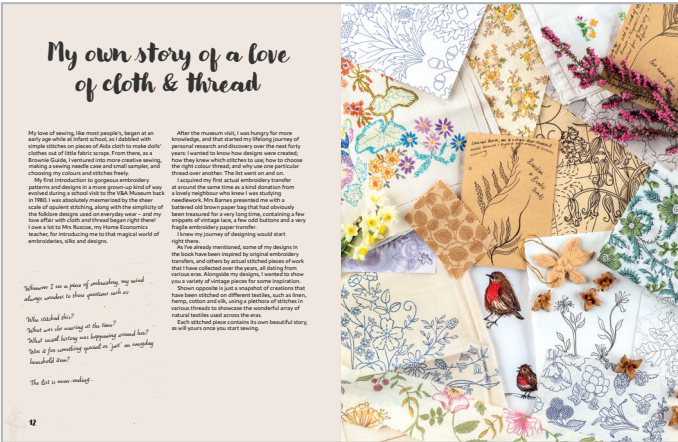 My own story of a love
of cloth & thread
My love of sewing, like most people's, began at an
early age while at infant school, as I dabbled with
simple stitches on pieces of Aida cloth to make dolls'
clothes out of little fabric scraps. From there, as a
Brownie Guide, I ventured into more creative sewing,
making a sewing needle case and small sampler, and
choosing my colours and stitches freely.
My first introduction to gorgeous embroidery
patterns and designs in a more grown-up kind of way
evolved during a school visit to the V&A Museum back
in 1980. I was absolutely mesmerized by the sheer
scale of opulent stitching, along with the simplicity of
the folklore designs used on everyday wear – and my
love affair with cloth and thread began right there!
I owe a lot to Mrs Ruscoe, my Home Economics
teacher, for introducing me to that magical world of
embroideries, silks and designs.
Whenever I see a piece of embroidery, my mind
always wanders to those questions such as:
Who stitched this?
What was she wearing at the time?
What social history was happening around her?
Was it for something special or 'just' an everyday
household item?
The list is never-ending...
12
After the museum visit, I was hungry for more
knowledge, and that started my lifelong journey of
personal research and discovery over the next forty
years: I wanted to know how designs were created;
how they knew which stitches to use; how to choose
the right colour thread; and why use one particular
thread over another. The list went on and on.
I acquired my first actual embroidery transfer
at around the same time as a kind donation from
a lovely neighbour who knew I was studying
needlework. Mrs Barnes presented me with a
battered old brown paper bag that had obviously
been treasured for a very long time, containing a few
snippets of vintage lace, a few odd buttons and a very
fragile embroidery paper transfer.
I knew my journey of designing would start
right there.
As I've already mentioned, some of my designs in
the book have been inspired by original embroidery
transfers, and others by actual stitched pieces of work
that I have collected over the years, all dating from
various eras. Alongside my designs, I wanted to show
you a variety of vintage pieces for some inspiration.
Shown opposite is just a snapshot of creations that
have been stitched on different textiles, such as linen,
hemp, cotton and silk, using a plethora of stitches in
various threads to showcase the wonderful array of
natural textiles used across the eras.
Each stitched piece contains its own beautiful story,
as will yours once you start sewing.